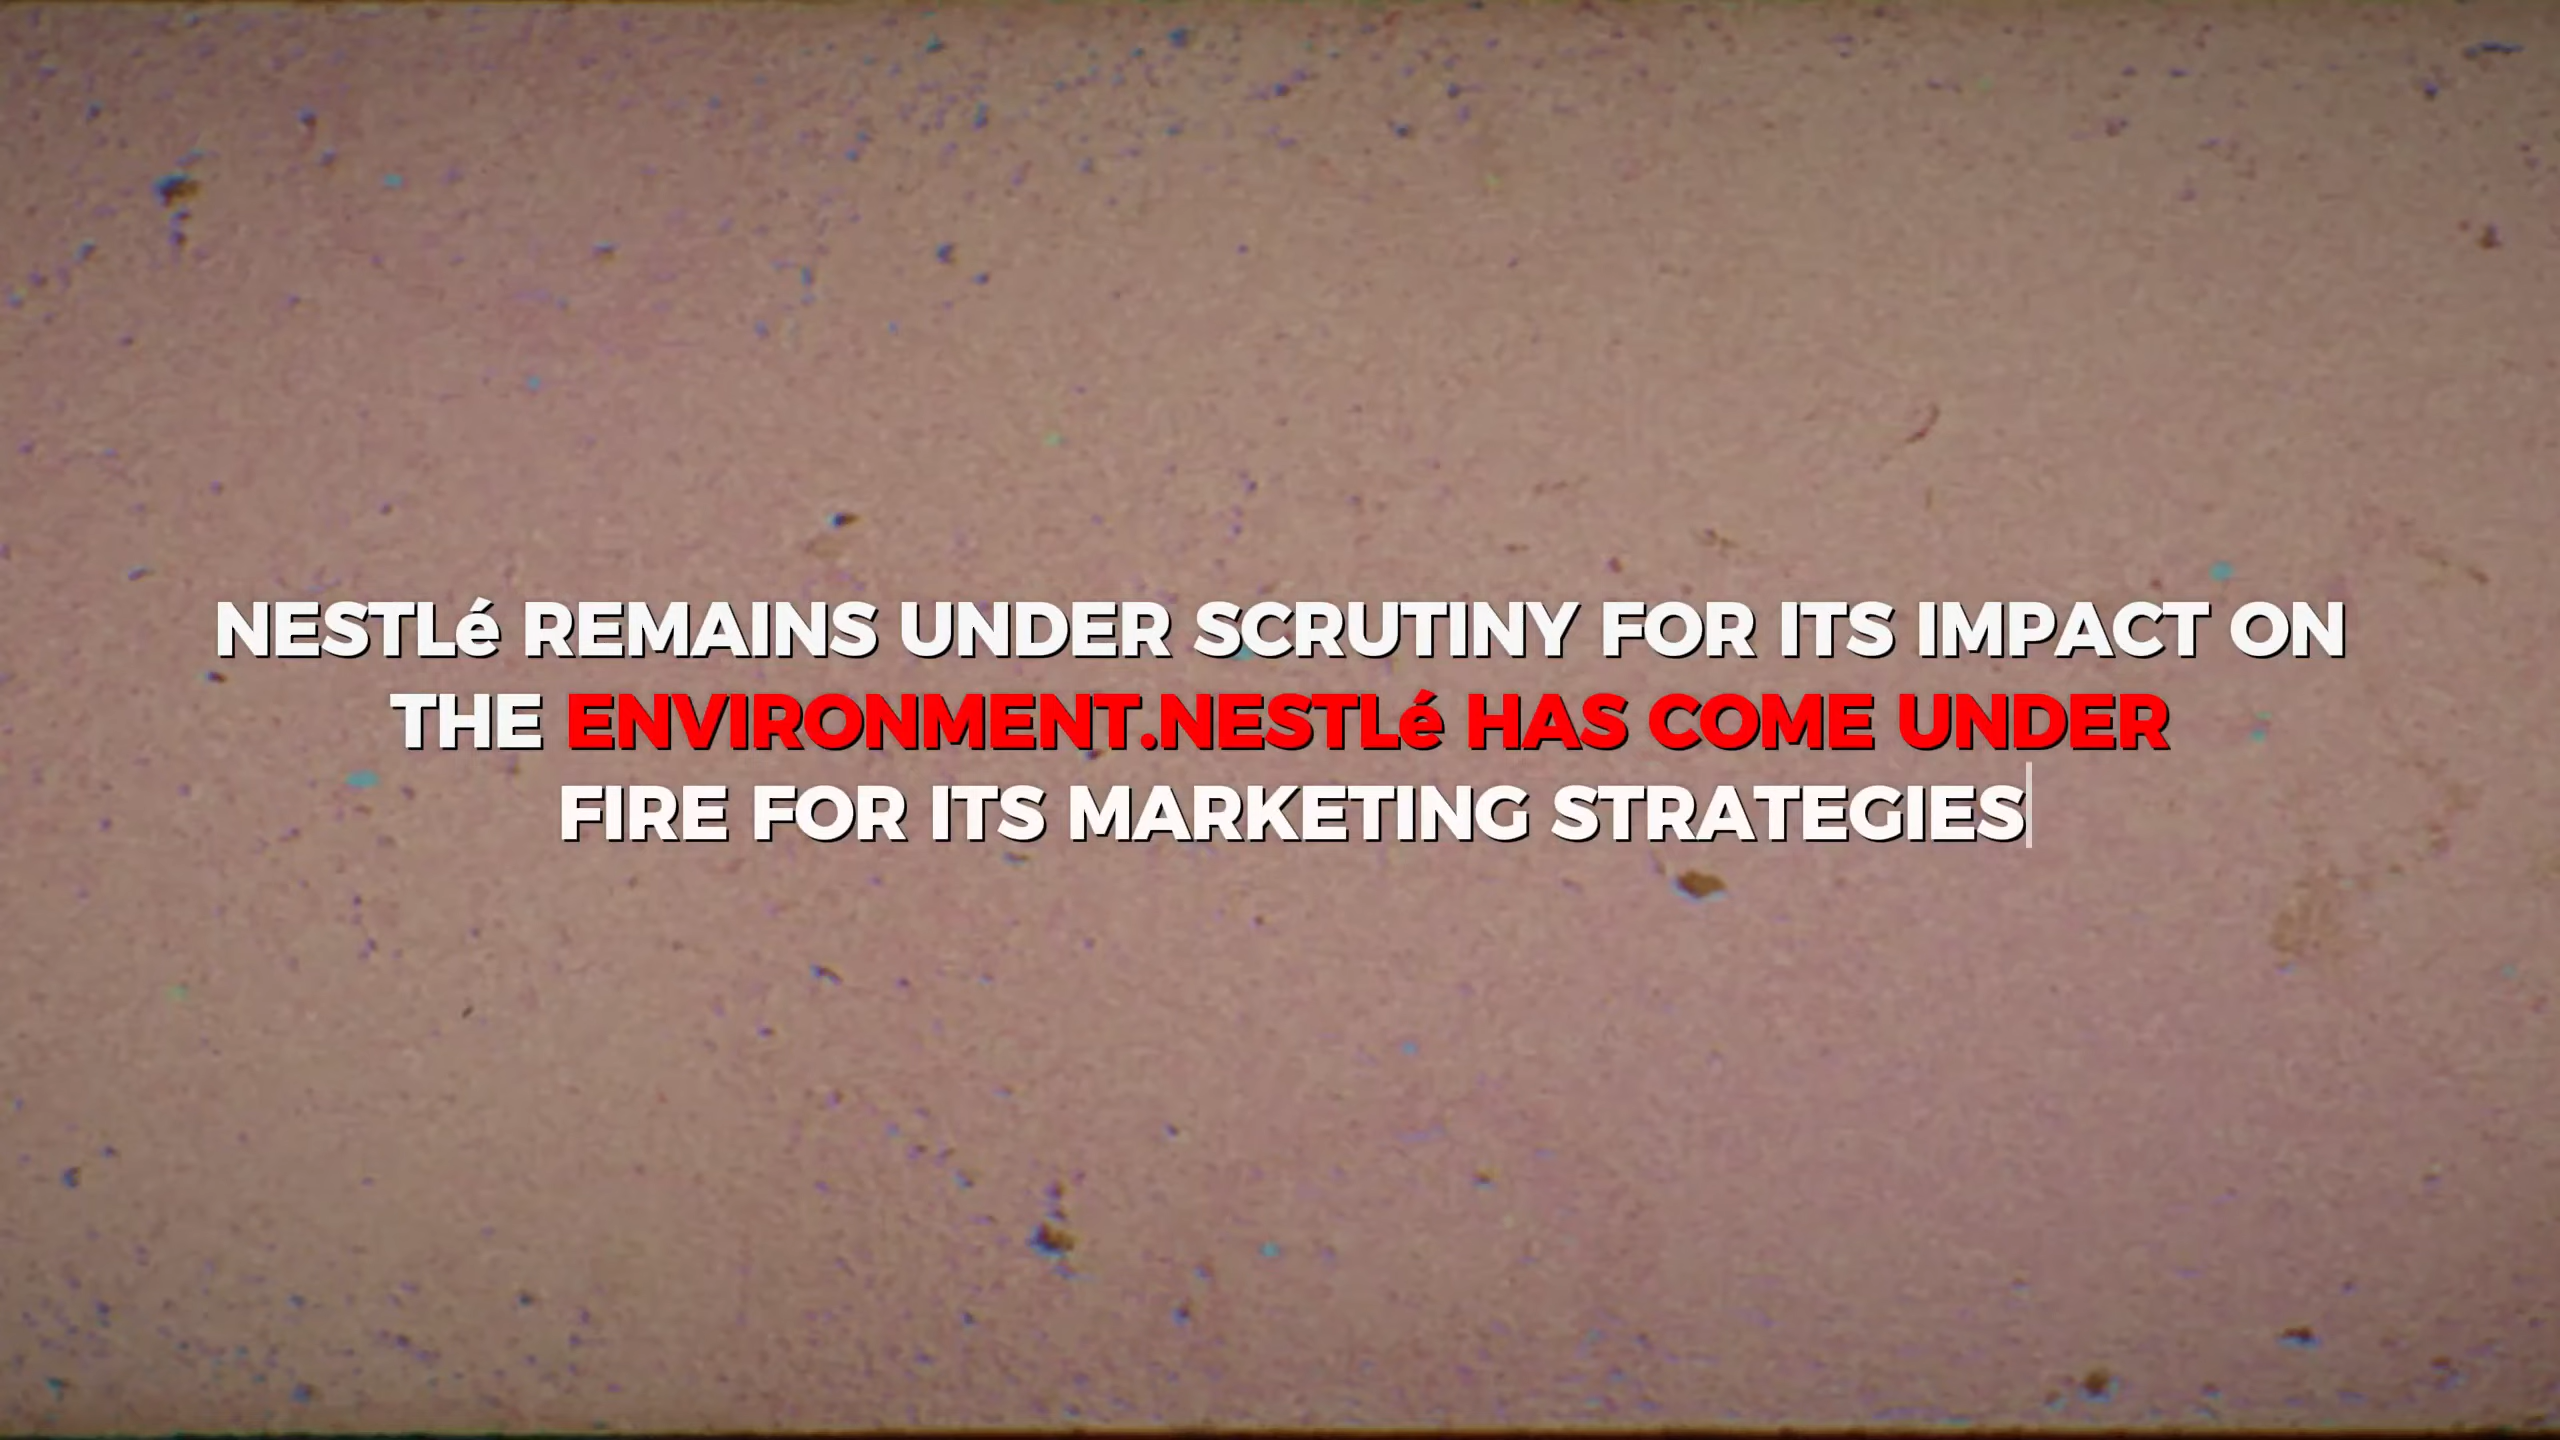 NESTLé REMAINS UNDER SCRUTINY FOR ITS IMPACT ON
THE ENVIRONMENT.NESTLé HAS COME UNDER
FIRE FOR ITS MARKETING STRATEGIES